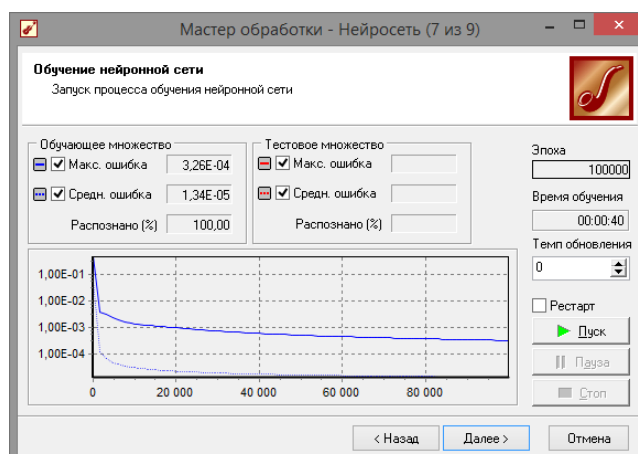 Мастер обработки - Нейросеть (7 из 9)
Обучение нейронной сети
Запуск процесса обучения нейронной сети
Обучающее множество
Макс. ошибка 3,26E-04
Средн. ошибка 1,34E-05
Распознано (%) 100,00
Тестовое множество
Макс. ошибка
Средн. ошибка
Распознано (%)
Эпоха
100000
Время обучения
00:00:40
Темп обновления
0
Рестарт
Пуск
Пауза
Стоп
1,00E-01
1,00E-02
1,00E-03
1,00E-04
0 20 000 40 000 60 000 80 000
< Назад Далее > Отмена